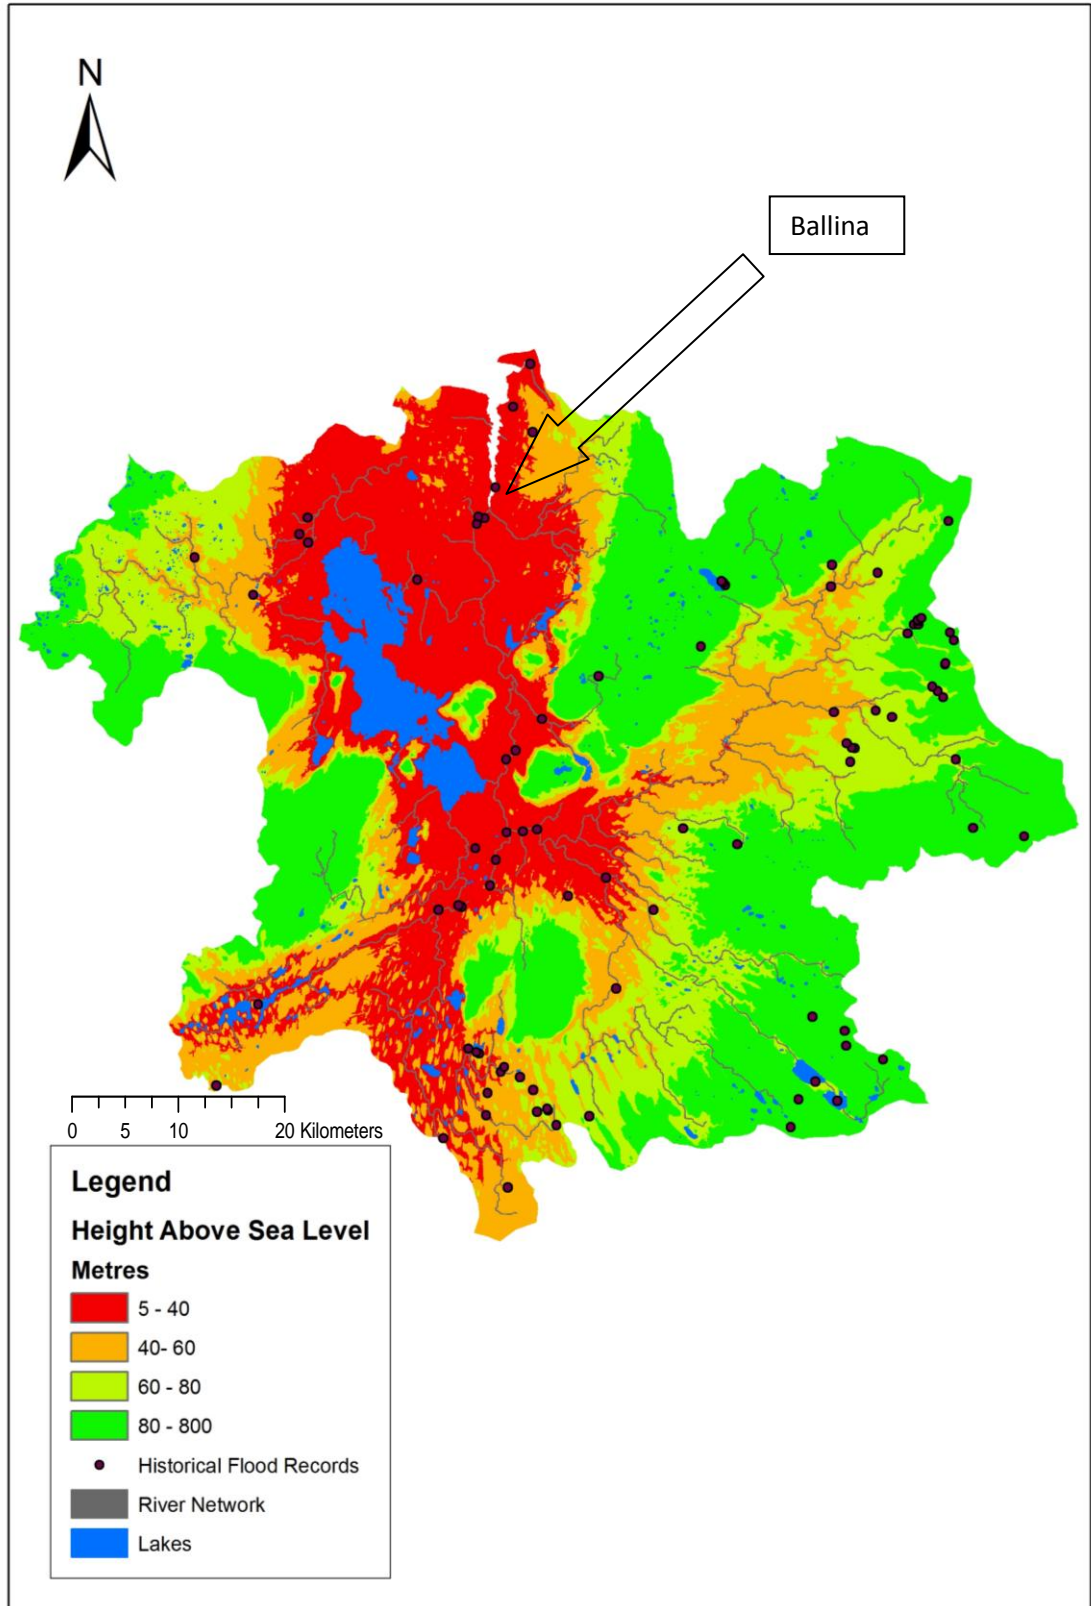 N
Ballina
0 5 10 20 Kilometers
Legend
Height Above Sea Level
Metres
5 - 40
40- 60
60 - 80
80 - 800
Historical Flood Records
River Network
Lakes